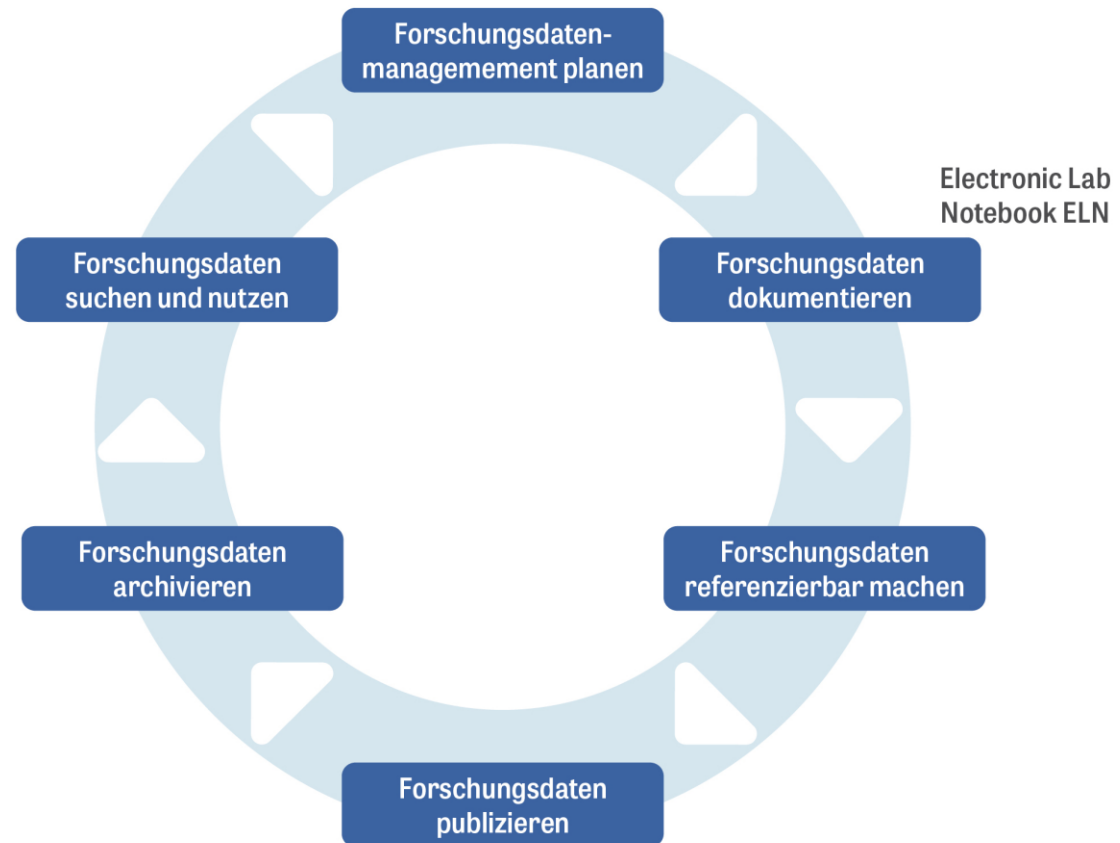 Forschungsdaten-
managemement planen
Electronic Lab
Notebook ELN
Forschungsdaten
suchen und nutzen
Forschungsdaten
dokumentieren
Forschungsdaten
archivieren
Forschungsdaten
referenzierbar machen
Forschungsdaten
publizieren